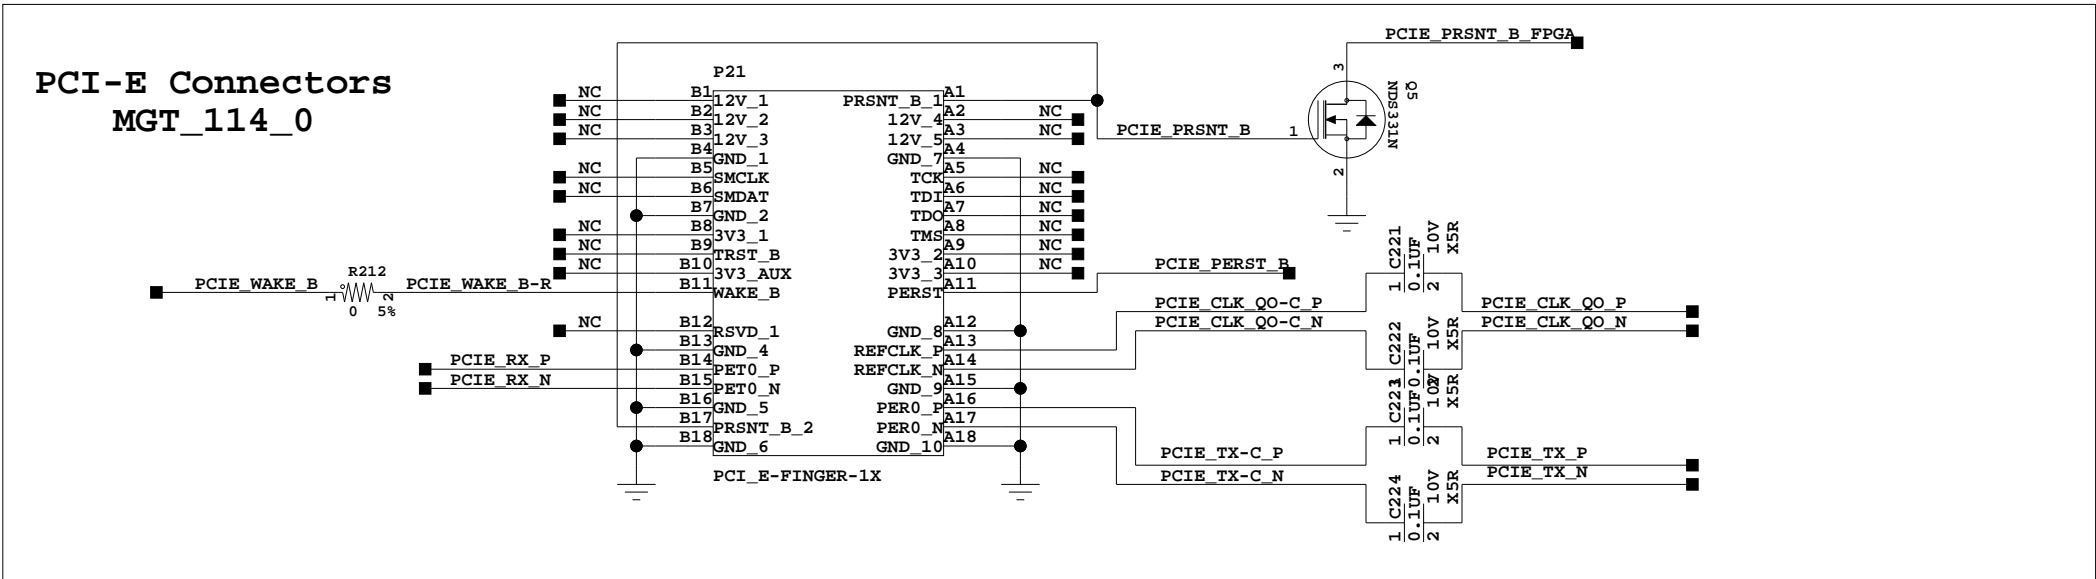 PCI-E Connectors
MGT_114_0
P21
NC B1 12V_1
NC B2 12V_2
NC B3 12V_3
B4 GND_1
NC B5 SMCLK
NC B6 SMDAT
B7 GND_2
NC B8 3V3_1
NC B9 TRST_B
NC B10 3V3_AUX
PCIE_WAKE_B 1 R212 2 PCIE_WAKE_B-R B11 WAKE_B
0 5%
NC B12 RSVD_1
B13 GND_4
PCIE_RX_P B14 PET0_P
PCIE_RX_N B15 PET0_N
B16 GND_5
B17 PRSNT_B_2
B18 GND_6
PRSNT_B_1 A1
12V_4 A2 NC
12V_5 A3 NC
GND_7 A4
TCK A5 NC
TDI A6 NC
TDO A7 NC
TMS A8 NC
3V3_2 A9 NC
3V3_3 A10 NC
PERST A11 PCIE_PERST_B
GND_8 A12
REFCLK_P A13
REFCLK_N A14
GND_9 A15
PER0_P A16
PER0_N A17
GND_10 A18
PCI_E-FINGER-1X
PCIE_PRSNT_B_FPGA
PCIE_PRSNT_B 1
3
2
Q5
NDS331N
PCIE_CLK_QO-C_P
PCIE_CLK_QO-C_N
PCIE_TX-C_P
PCIE_TX-C_N
1 C221
0.1UF
2 10V
X5R
1 C222
0.1UF
2 10V
X5R
1 C223
0.1UF
2 10V
X5R
1 C224
0.1UF
2 10V
X5R
PCIE_CLK_QO_P
PCIE_CLK_QO_N
PCIE_TX_P
PCIE_TX_N